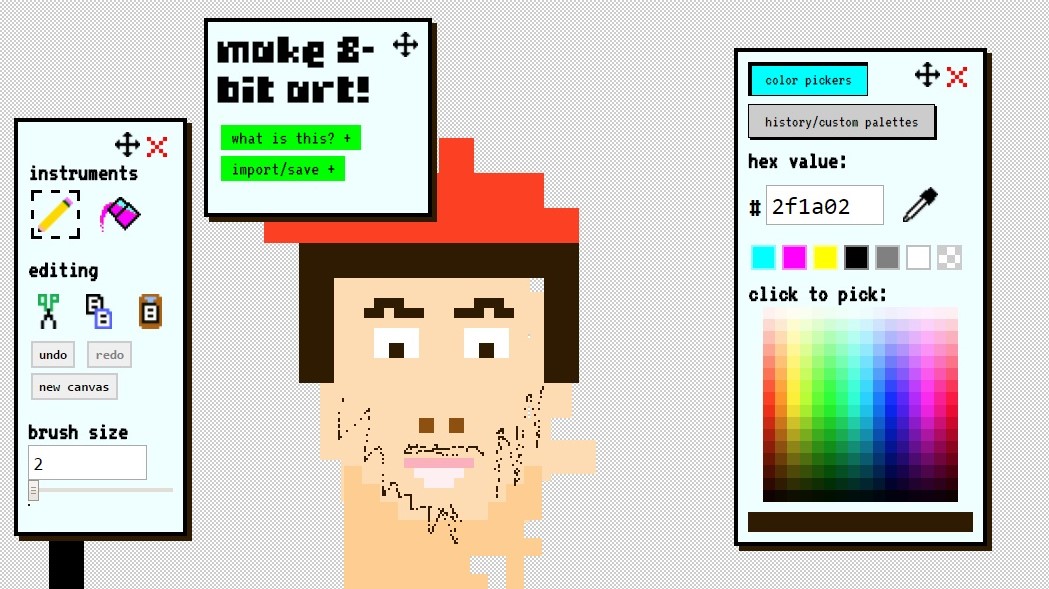 make 8-
bit art!
what is this? +
import/save +
instruments
editing
undo
redo
new canvas
brush size
2
color pickers
history/custom palettes
hex value:
# 2f1a02
click to pick: